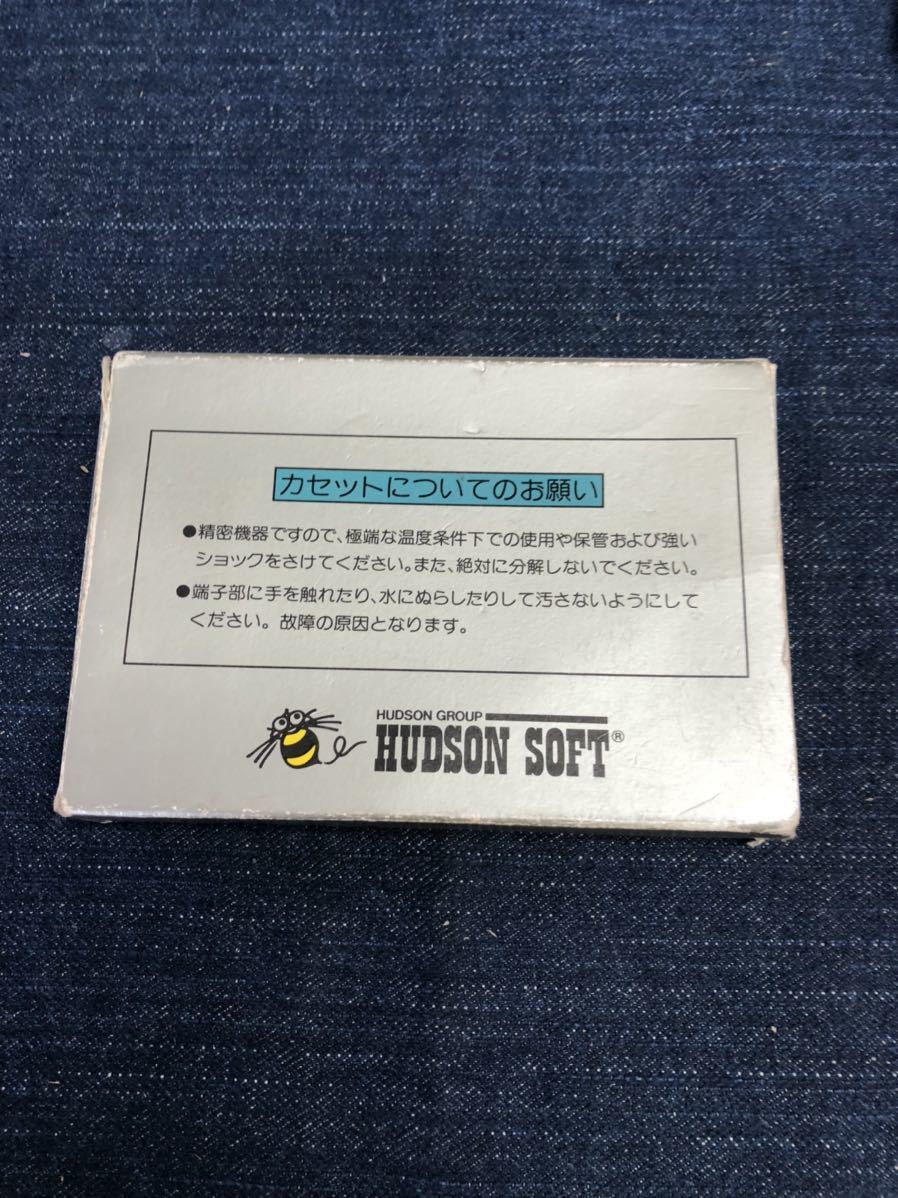 カセットについてのお願い
●精密機器ですので、極端な温度条件下での使用や保管および強い
ショックをさけてください。また、絶対に分解しないでください。
●端子部に手を触れたり、水にぬらしたりして汚さないようにして
ください。故障の原因となります。
HUDSON GROUP
HUDSON SOFT®